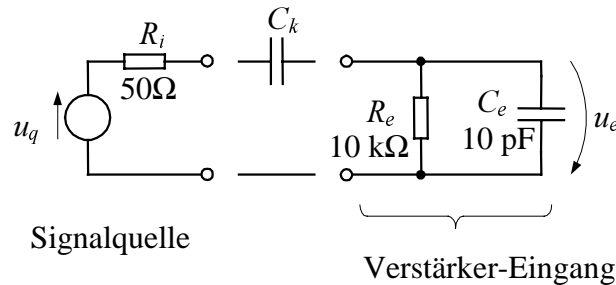 C_k
R_i
50Ω
u_q
R_e
10 kΩ
C_e
10 pF
u_e
Signalquelle
Verstärker-Eingang